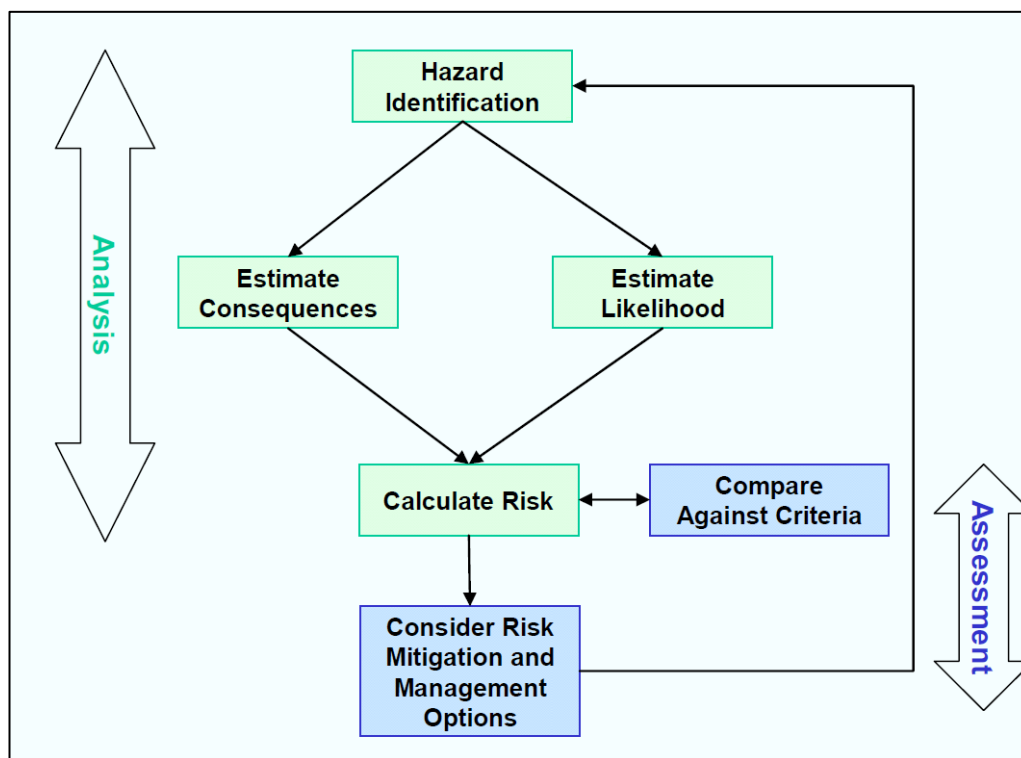 Hazard
Identification
Analysis
Estimate
Consequences
Estimate
Likelihood
Calculate Risk
Compare
Against Criteria
Assessment
Consider Risk
Mitigation and
Management
Options